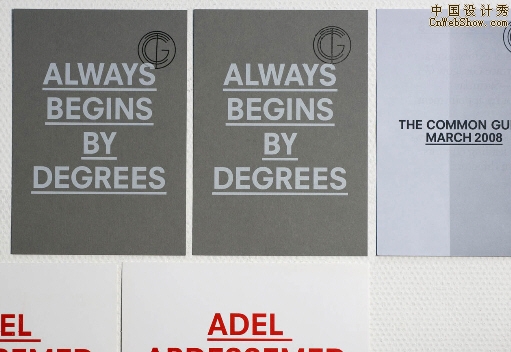 中国设计秀
CnWebShow.com
ALWAYS
BEGINS
BY
DEGREES
ALWAYS
BEGINS
BY
DEGREES
THE COMMON GU
MARCH 2008
EL
ADEL
ABDESSEMED